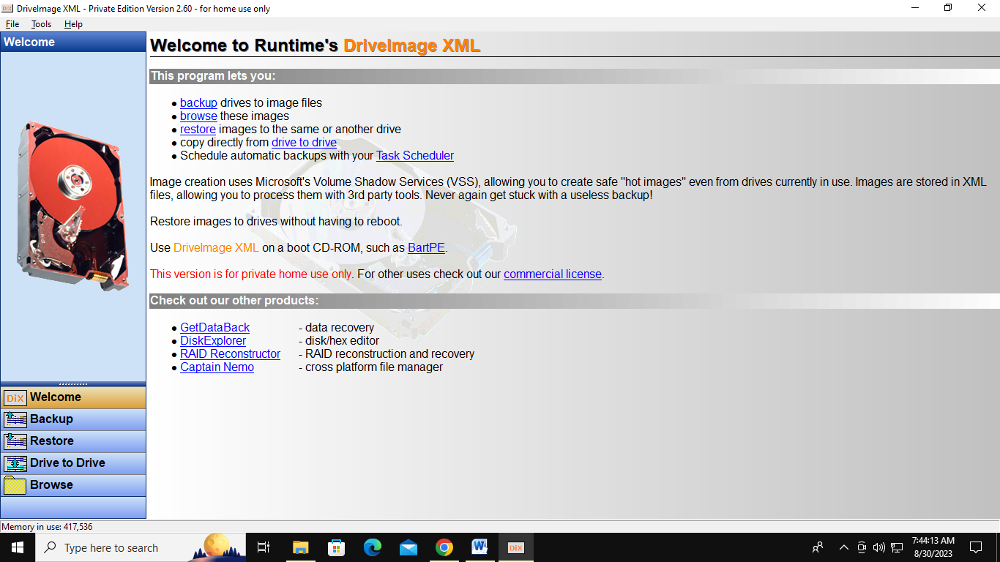 DriveImage XML - Private Edition Version 2.60 - for home use only
File Tools Help
Welcome
Welcome to Runtime's DriveImage XML
This program lets you:
● backup drives to image files
● browse these images
● restore images to the same or another drive
● copy directly from drive to drive
● Schedule automatic backups with your Task Scheduler
Image creation uses Microsoft's Volume Shadow Services (VSS), allowing you to create safe "hot images" even from drives currently in use. Images are stored in XML
files, allowing you to process them with 3rd party tools. Never again get stuck with a useless backup!
Restore images to drives without having to reboot.
Use DriveImage XML on a boot CD-ROM, such as BartPE.
This version is for private home use only. For other uses check out our commercial license.
Check out our other products:
● GetDataBack - data recovery
● DiskExplorer - disk/hex editor
● RAID Reconstructor - RAID reconstruction and recovery
● Captain Nemo - cross platform file manager
DiX Welcome
Backup
Restore
Drive to Drive
Browse
Memory in use: 417,536
Type here to search
W
DiX
7:44:13 AM
8/30/2023